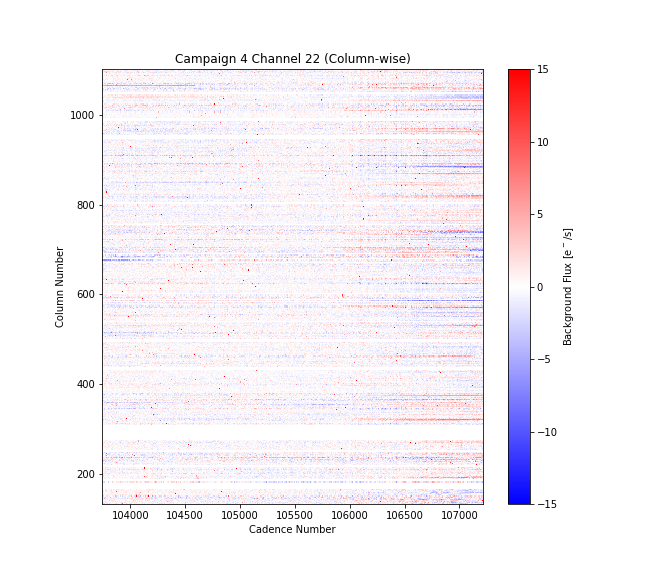 Campaign 4 Channel 22 (Column-wise)
1000
800
600
400
200
Column Number
104000 104500 105000 105500 106000 106500 107000
Cadence Number
15
10
5
0
−5
−10
−15
Background Flux [e⁻/s]